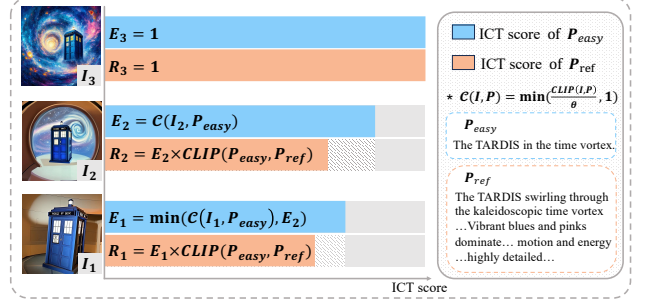 E₃ = 1
R₃ = 1
I₃
E₂ = C(I₂, P_easy)
R₂ = E₂×CLIP(P_easy, P_ref)
I₂
E₁ = min(C(I₁, P_easy), E₂)
R₁ = E₁×CLIP(P_easy, P_ref)
I₁
ICT score
ICT score of P_easy
ICT score of P_ref
* C(I, P) = min(CLIP(I,P)/θ, 1)
P_easy
The TARDIS in the time vortex.
P_ref
The TARDIS swirling through
the kaleidoscopic time vortex
…Vibrant blues and pinks
dominate… motion and energy
…highly detailed…